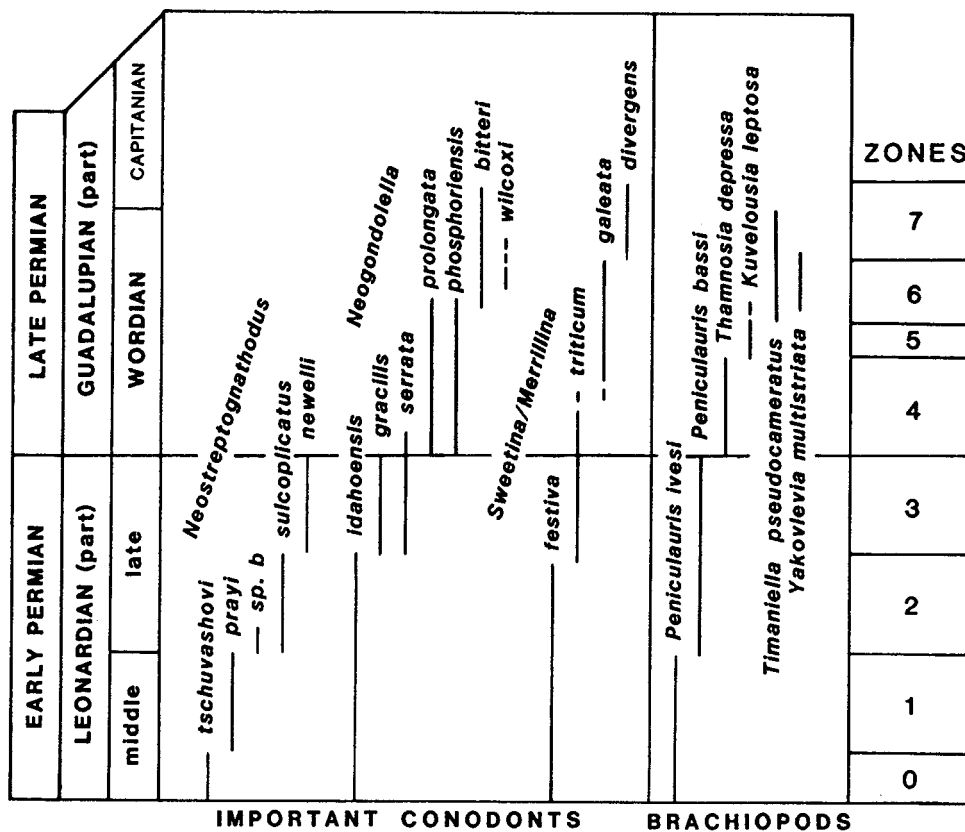 LATE PERMIAN
EARLY PERMIAN
GUADALUPIAN (part)
LEONARDIAN (part)
CAPITANIAN
WORDIAN
late
middle
Neostreptognathodus
tschuvashovi
prayi
sp. b
sulcoplicatus
newelli
Neogondolella
idahoensis
gracilis
serrata
prolongata
phosphoriensis
bitteri
wilcoxi
Sweetina/Merrillina
festiva
triticum
galeata
divergens
Peniculauris ivesi
Peniculauris bassi
Thamnosia depressa
Kuvelousia leptosa
Timaniella pseudocameratus
Yakovlevia multistriata
ZONES
7
6
5
4
3
2
1
0
IMPORTANT CONODONTS
BRACHIOPODS